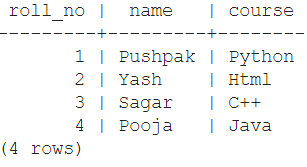 roll_no | name | course
---------+---------+--------
1 | Pushpak | Python
2 | Yash | Html
3 | Sagar | C++
4 | Pooja | Java
(4 rows)